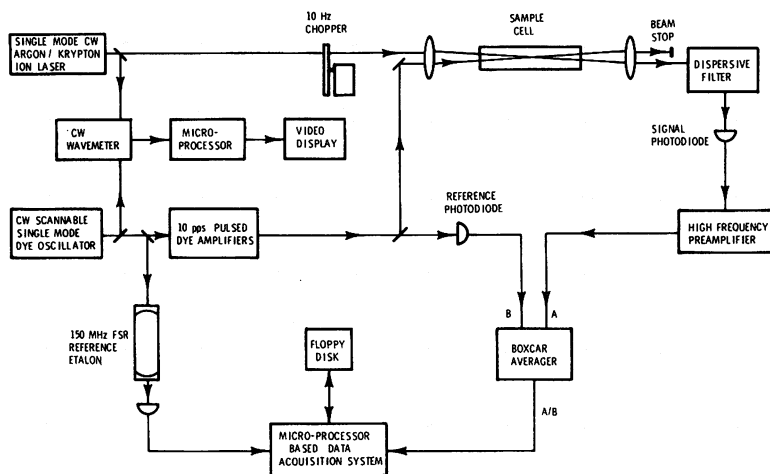 SINGLE MODE CW
ARGON / KRYPTON
ION LASER
10 Hz
CHOPPER
SAMPLE
CELL
BEAM
STOP
DISPERSIVE
FILTER
CW
WAVEMETER
MICRO-
PROCESSOR
VIDEO
DISPLAY
SIGNAL
PHOTODIODE
CW SCANNABLE
SINGLE MODE
DYE OSCILLATOR
10 pps PULSED
DYE AMPLIFIERS
REFERENCE
PHOTODIODE
HIGH FREQUENCY
PREAMPLIFIER
B
A
150 MHz FSR
REFERENCE
ETALON
FLOPPY
DISK
BOXCAR
AVERAGER
A/B
MICRO-PROCESSOR
BASED DATA
ACQUISITION SYSTEM